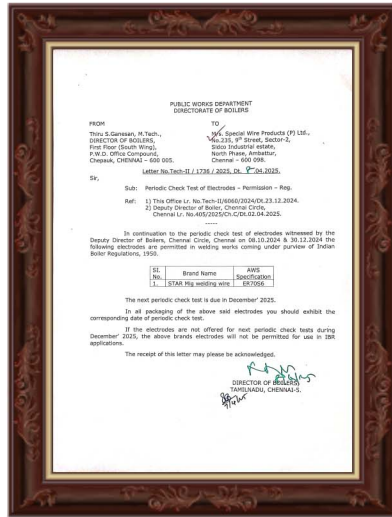 PUBLIC WORKS DEPARTMENT
DIRECTORATE OF BOILERS
FROM
Thiru S.Ganesan, M.Tech.,
DIRECTOR OF BOILERS,
First Floor (South Wing),
P.W.D. Office Compound,
Chepauk, CHENNAI – 600 005.
TO
M/s. Special Wire Products (P) Ltd.,
No.235, 9th Street, Sector-2,
Sidco Industrial estate,
North Phase, Ambattur,
Chennai – 600 098.
Letter No.Tech-II / 1736 / 2025, Dt. 8.04.2025.
Sir,
Sub: Periodic Check Test of Electrodes – Permission – Reg.
Ref: 1) This Office Lr. No.Tech-II/6060/2024/Dt.23.12.2024.
2) Deputy Director of Boiler, Chennai Circle,
Chennai Lr. No.405/2025/Ch.C/Dt.02.04.2025.
-----
In continuation to the periodic check test of electrodes witnessed by the
Deputy Director of Boilers, Chennai Circle, Chennai on 08.10.2024 & 30.12.2024 the
following electrodes are permitted in welding works coming under purview of Indian
Boiler Regulations, 1950.
SI. No. Brand Name AWS Specification
1. STAR Mig welding wire ER70S6
The next periodic check test is due in December' 2025.
In all packaging of the above said electrodes you should exhibit the
corresponding date of periodic check test.
If the electrodes are not offered for next periodic check tests during
December' 2025, the above brands electrodes will not be permitted for use in IBR
applications.
The receipt of this letter may please be acknowledged.
DIRECTOR OF BOILERS,
TAMILNADU, CHENNAI-5.